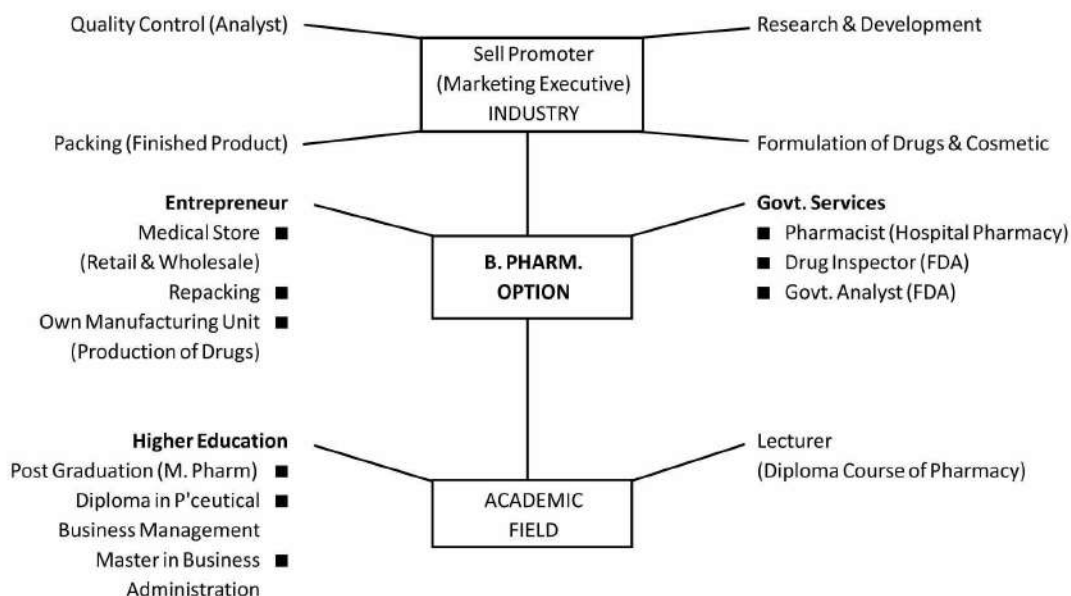 Quality Control (Analyst)
Research & Development
Sell Promoter
(Marketing Executive)
INDUSTRY
Packing (Finished Product)
Formulation of Drugs & Cosmetic
Entrepreneur
Medical Store ■
(Retail & Wholesale)
Repacking ■
Own Manufacturing Unit ■
(Production of Drugs)
B. PHARM.
OPTION
Govt. Services
■ Pharmacist (Hospital Pharmacy)
■ Drug Inspector (FDA)
■ Govt. Analyst (FDA)
Higher Education
Post Graduation (M. Pharm) ■
Diploma in P'ceutical ■
Business Management
Master in Business ■
Administration
ACADEMIC
FIELD
Lecturer
(Diploma Course of Pharmacy)